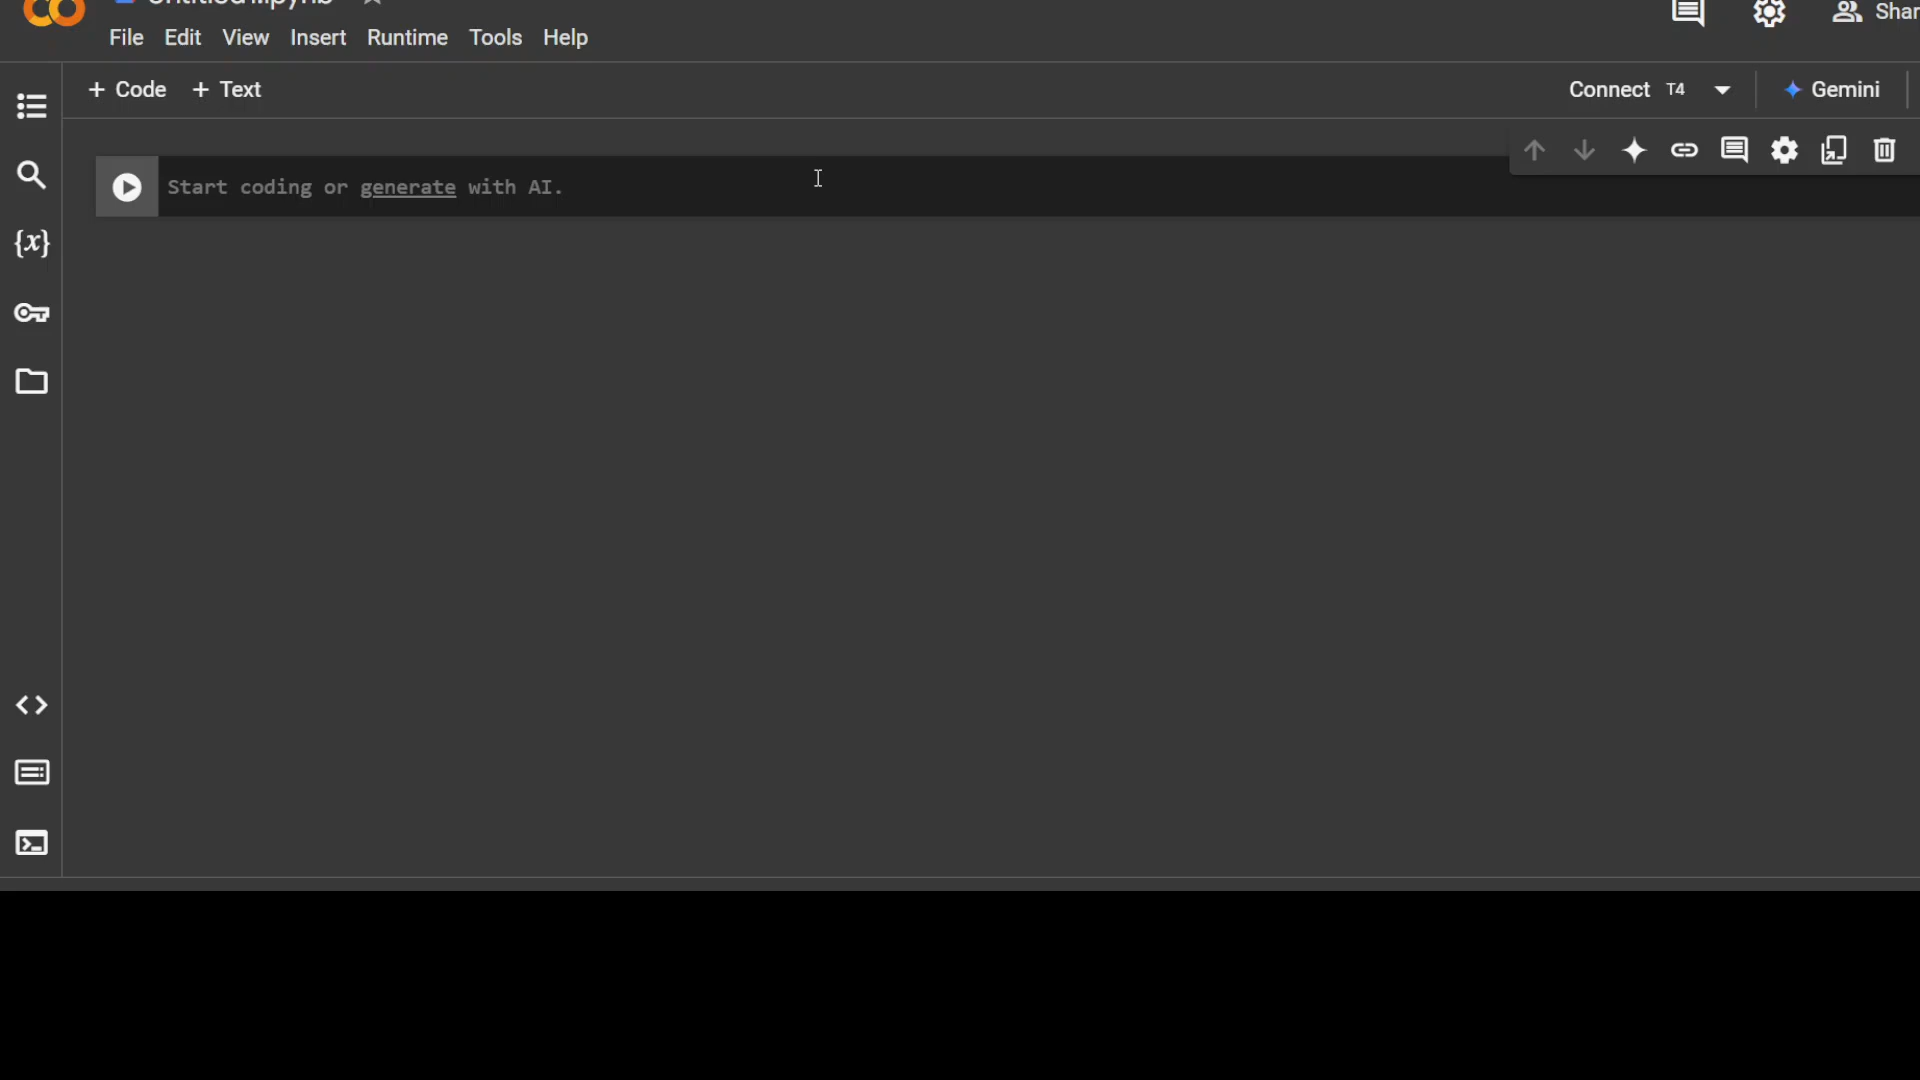 File Edit View Insert Runtime Tools Help
+ Code + Text
Connect T4
Gemini
{x}
Start coding or generate with AI.